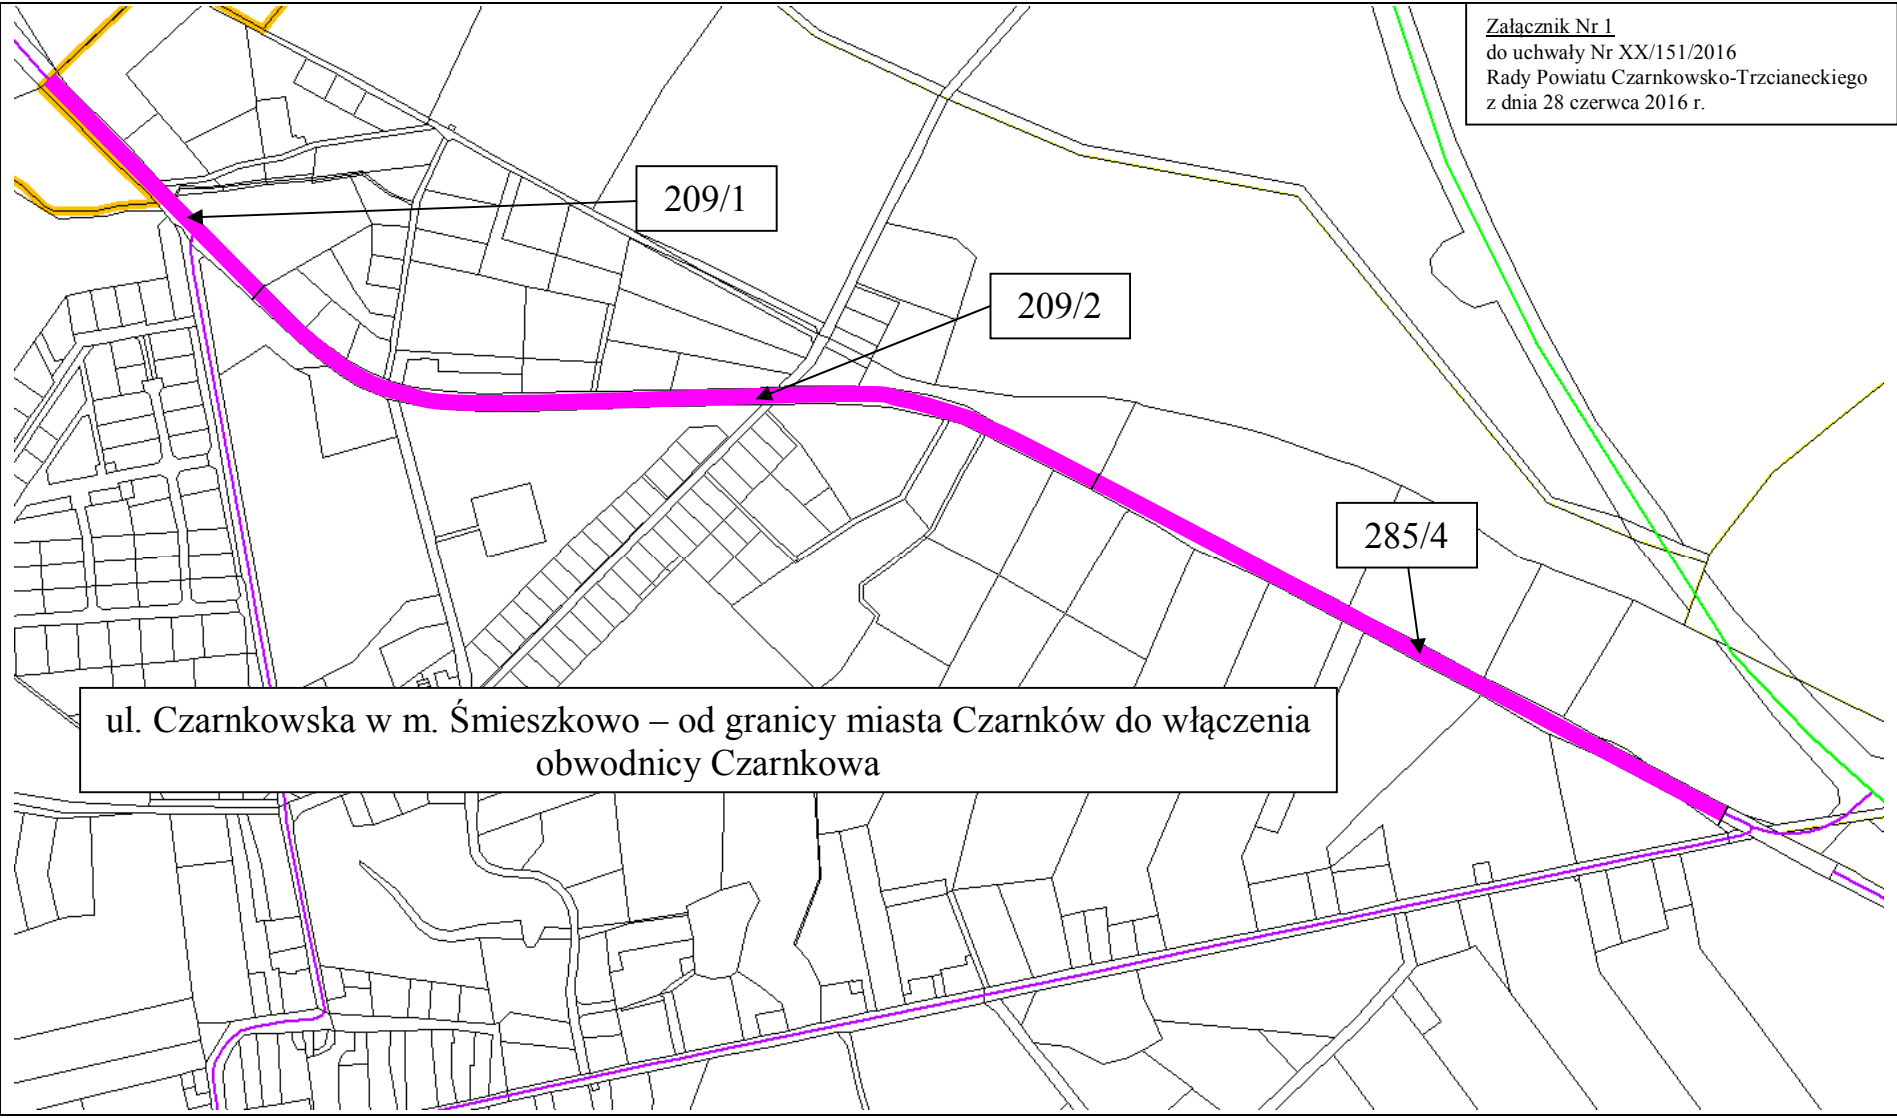 Załącznik Nr 1
do uchwały Nr XX/151/2016
Rady Powiatu Czarnkowsko-Trzcianeckiego
z dnia 28 czerwca 2016 r.
209/1
209/2
285/4
ul. Czarnkowska w m. Śmieszkowo – od granicy miasta Czarnków do włączenia
obwodnicy Czarnkowa